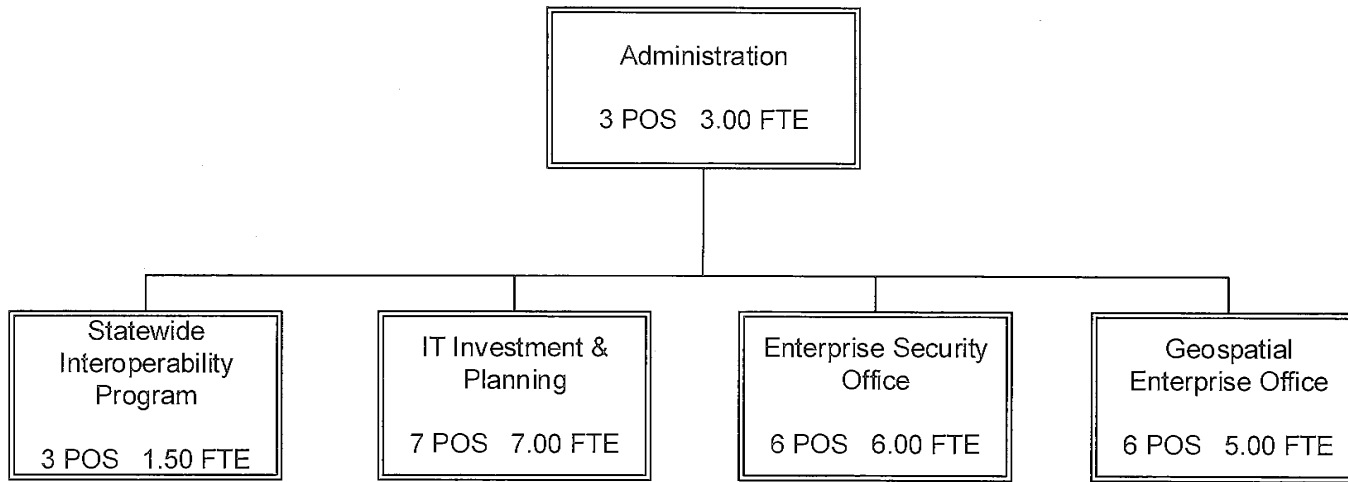 Administration
3 POS 3.00 FTE
Statewide
Interoperability
Program
3 POS 1.50 FTE
IT Investment &
Planning
7 POS 7.00 FTE
Enterprise Security
Office
6 POS 6.00 FTE
Geospatial
Enterprise Office
6 POS 5.00 FTE